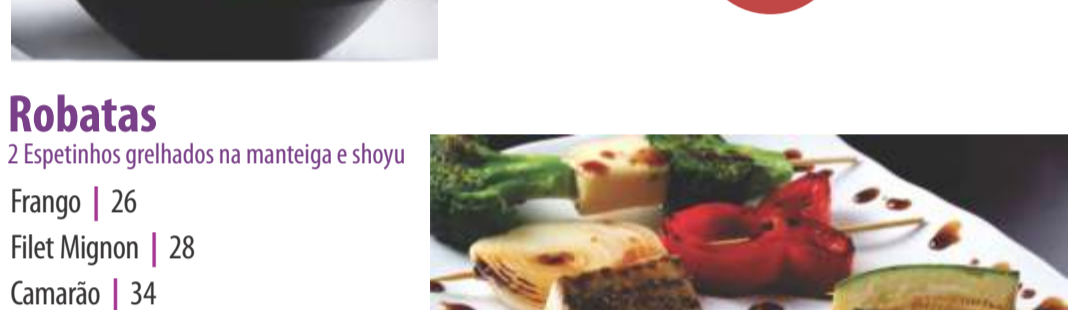 Robatas
2 Espetinhos grelhados na manteiga e shoyu
Frango | 26
Filet Mignon | 28
Camarão | 34